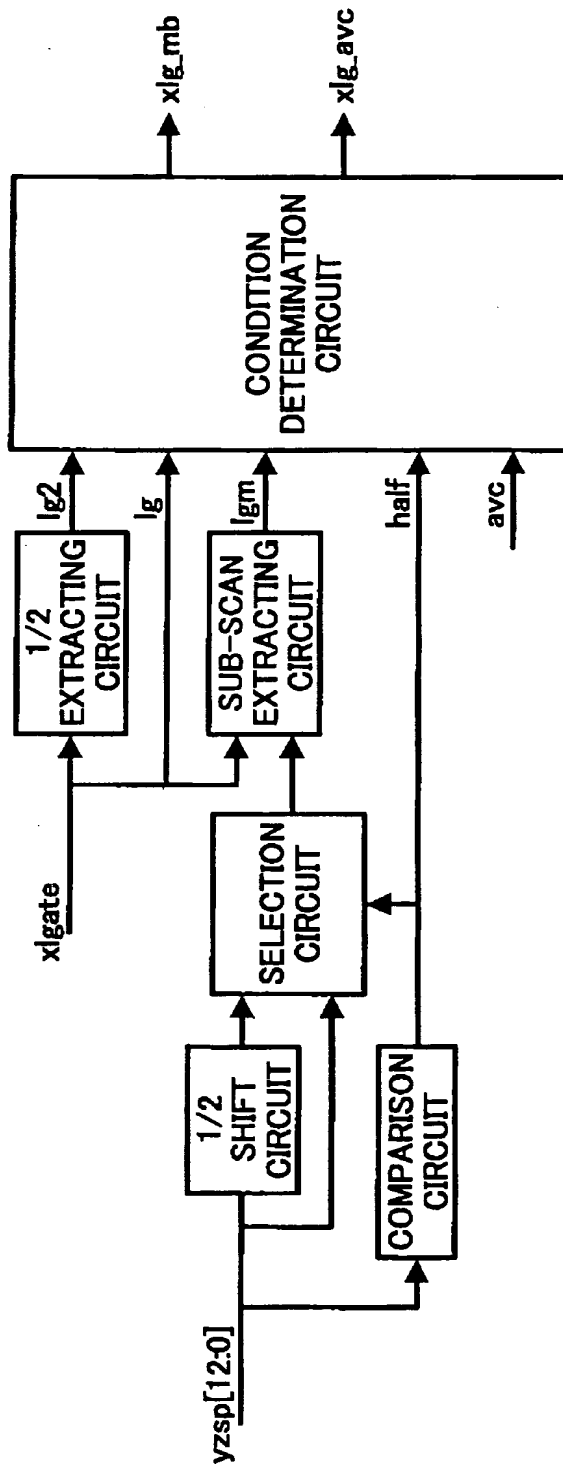 yzsp[12:0]
1/2
SHIFT
CIRCUIT
COMPARISON
CIRCUIT
SELECTION
CIRCUIT
xlgate
1/2
EXTRACTING
CIRCUIT
SUB-SCAN
EXTRACTING
CIRCUIT
lg2
lg
lgm
half
avc
CONDITION
DETERMINATION
CIRCUIT
xlg_mb
xlg_avc